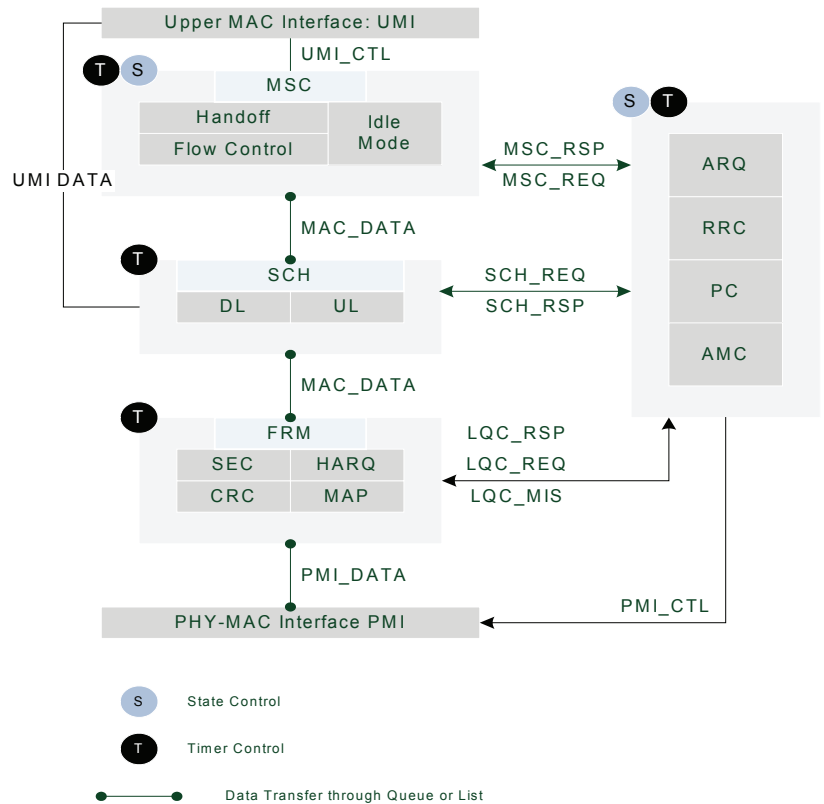 Upper MAC Interface: UMI
UMI_CTL
T
S
MSC
Handoff
Flow Control
Idle
Mode
UMI DATA
MAC_DATA
T
SCH
DL
UL
MAC_DATA
T
FRM
SEC
HARQ
CRC
MAP
PMI_DATA
PHY-MAC Interface PMI
MSC_RSP
MSC_REQ
SCH_REQ
SCH_RSP
LQC_RSP
LQC_REQ
LQC_MIS
PMI_CTL
S
T
ARQ
RRC
PC
AMC
S
State Control
T
Timer Control
Data Transfer through Queue or List